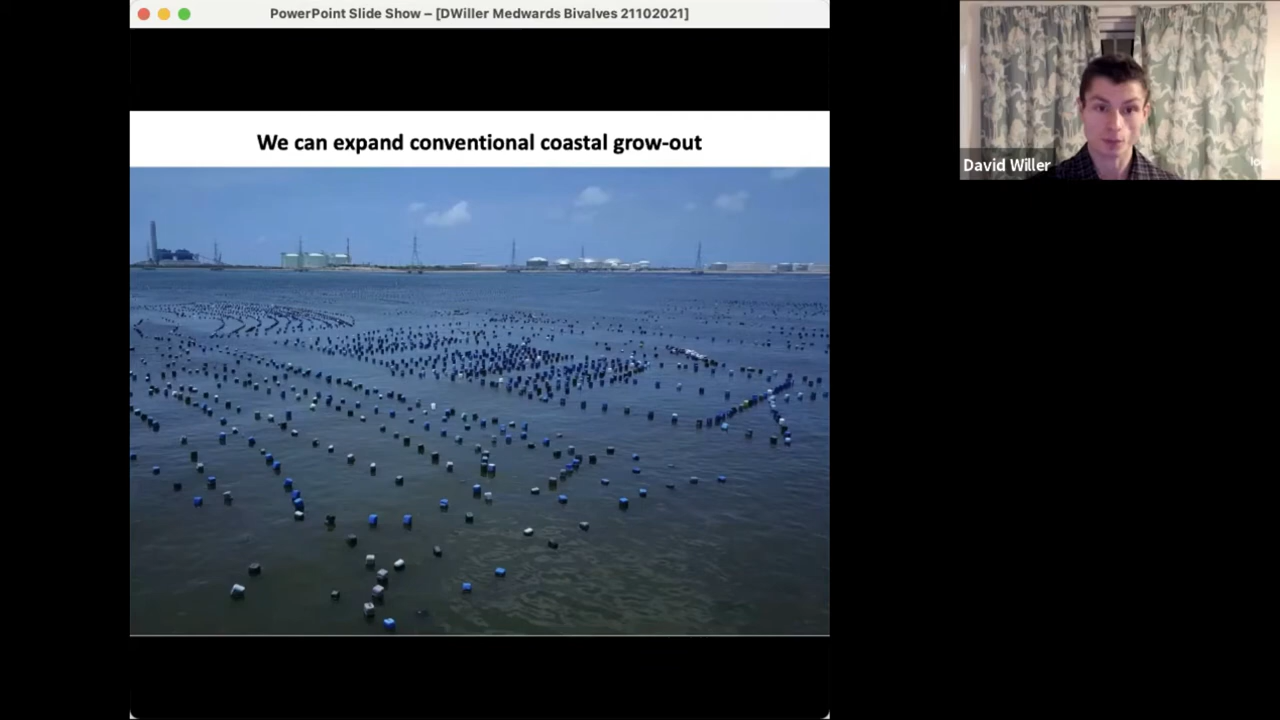 PowerPoint Slide Show – [DWiller Medwards Bivalves 21102021]
We can expand conventional coastal grow-out
David Willer